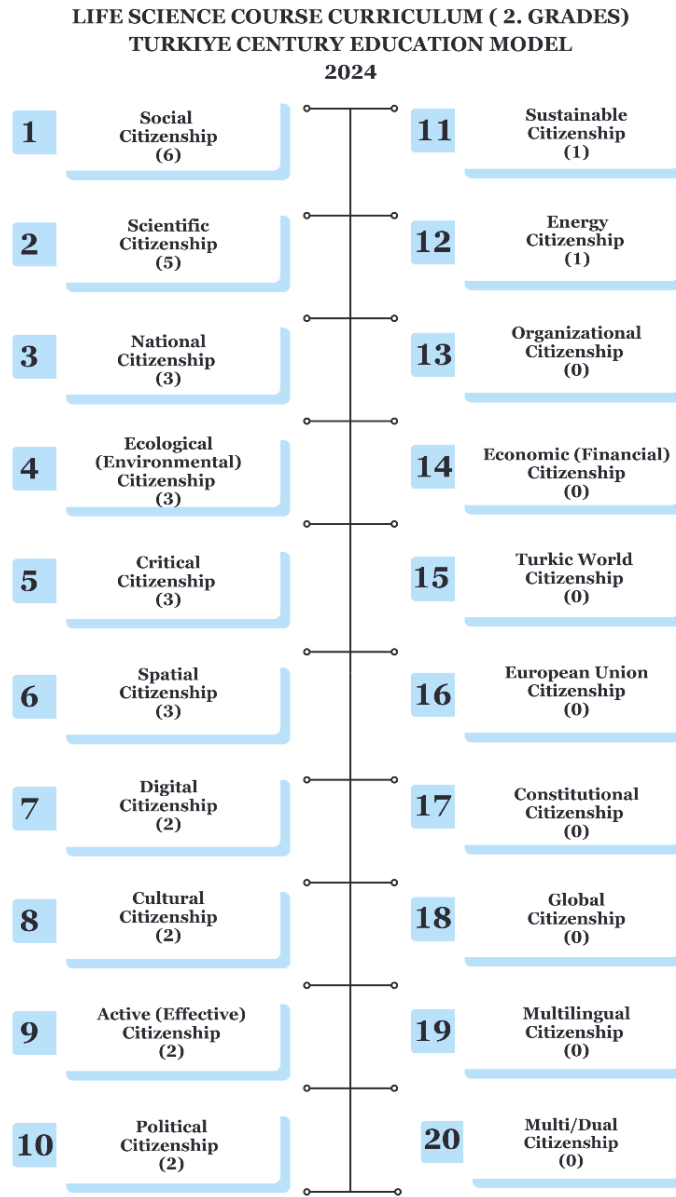 LIFE SCIENCE COURSE CURRICULUM ( 2. GRADES)
TURKIYE CENTURY EDUCATION MODEL
2024
1
Social
Citizenship
(6)
2
Scientific
Citizenship
(5)
3
National
Citizenship
(3)
4
Ecological
(Environmental)
Citizenship
(3)
5
Critical
Citizenship
(3)
6
Spatial
Citizenship
(3)
7
Digital
Citizenship
(2)
8
Cultural
Citizenship
(2)
9
Active (Effective)
Citizenship
(2)
10
Political
Citizenship
(2)
11
Sustainable
Citizenship
(1)
12
Energy
Citizenship
(1)
13
Organizational
Citizenship
(0)
14
Economic (Financial)
Citizenship
(0)
15
Turkic World
Citizenship
(0)
16
European Union
Citizenship
(0)
17
Constitutional
Citizenship
(0)
18
Global
Citizenship
(0)
19
Multilingual
Citizenship
(0)
20
Multi/Dual
Citizenship
(0)